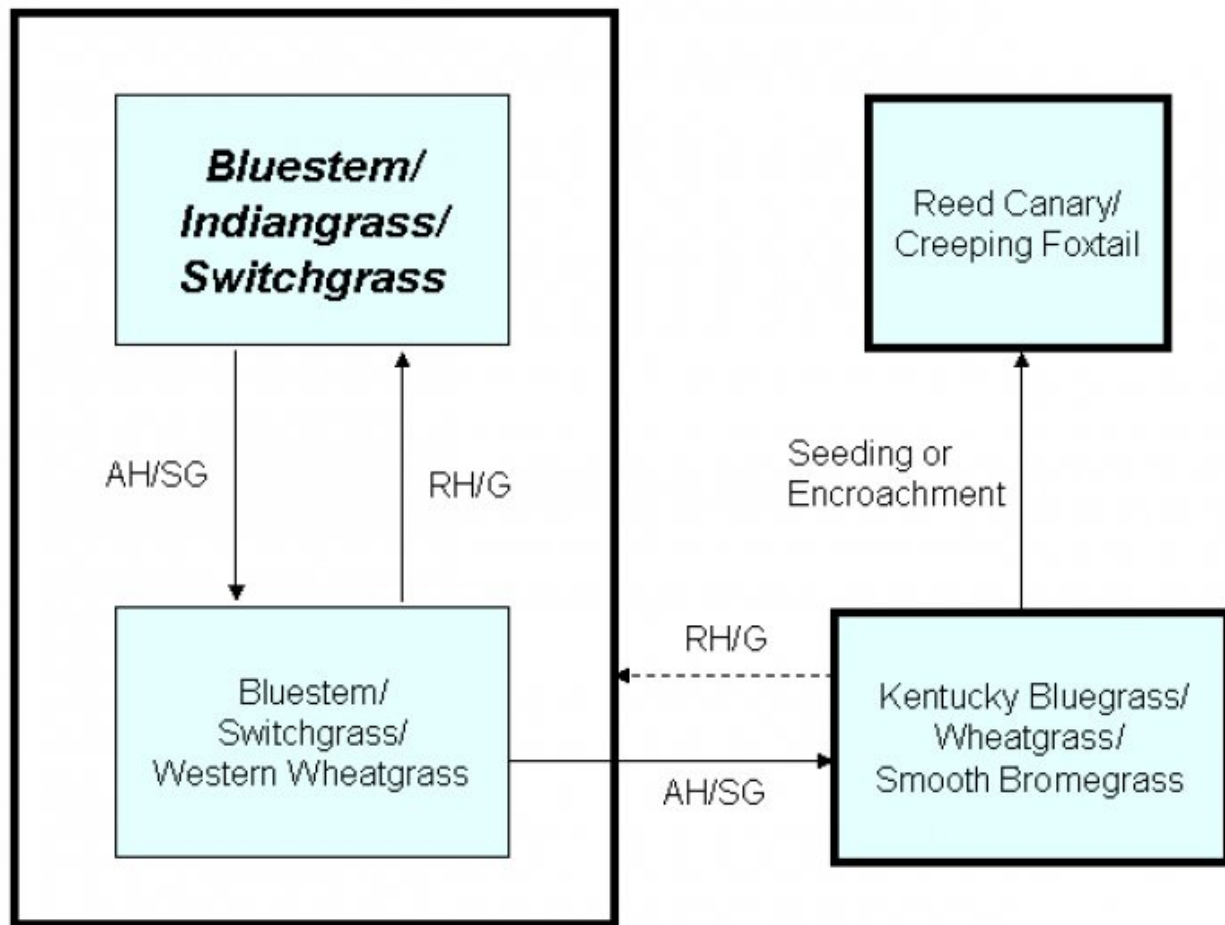 Bluestem/
Indiangrass/
Switchgrass
Reed Canary/
Creeping Foxtail
AH/SG
RH/G
Seeding or
Encroachment
Bluestem/
Switchgrass/
Western Wheatgrass
RH/G
AH/SG
Kentucky Bluegrass/
Wheatgrass/
Smooth Bromegrass